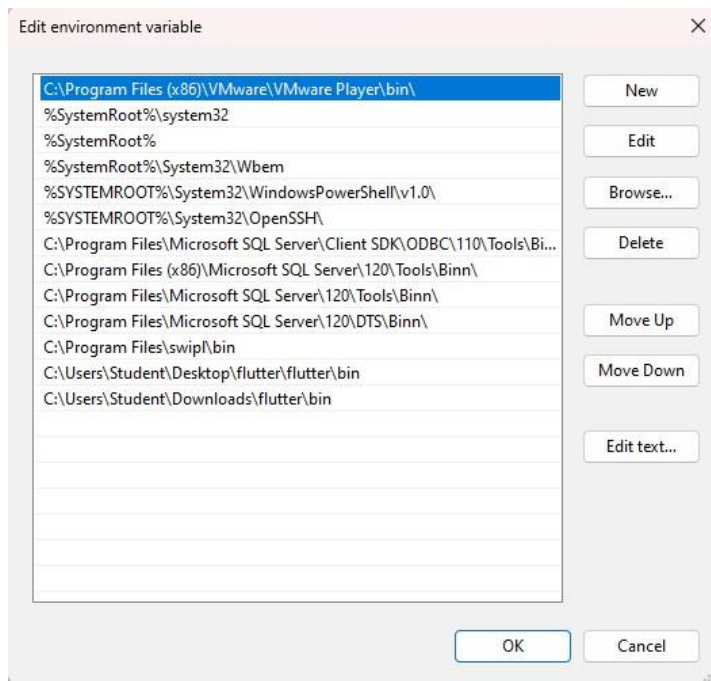 Edit environment variable
C:\Program Files (x86)\VMware\VMware Player\bin\
%SystemRoot%\system32
%SystemRoot%
%SystemRoot%\System32\Wbem
%SYSTEMROOT%\System32\WindowsPowerShell\v1.0\
%SYSTEMROOT%\System32\OpenSSH\
C:\Program Files\Microsoft SQL Server\Client SDK\ODBC\110\Tools\Bi...
C:\Program Files (x86)\Microsoft SQL Server\120\Tools\Binn\
C:\Program Files\Microsoft SQL Server\120\Tools\Binn\
C:\Program Files\Microsoft SQL Server\120\DTS\Binn\
C:\Program Files\swipl\bin
C:\Users\Student\Desktop\flutter\flutter\bin
C:\Users\Student\Downloads\flutter\bin
New
Edit
Browse...
Delete
Move Up
Move Down
Edit text...
OK
Cancel